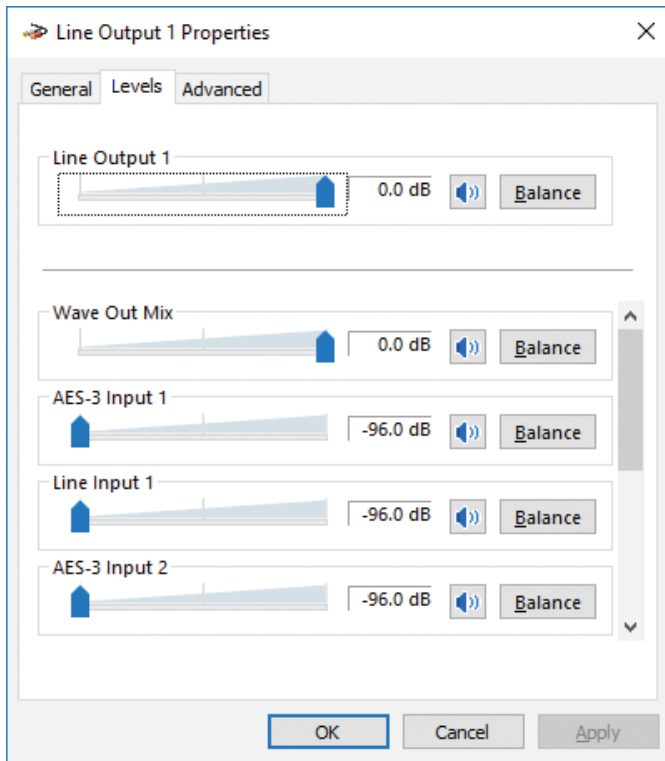 Line Output 1 Properties
General Levels Advanced
Line Output 1
0.0 dB Balance
Wave Out Mix
0.0 dB Balance
AES-3 Input 1
-96.0 dB Balance
Line Input 1
-96.0 dB Balance
AES-3 Input 2
-96.0 dB Balance
OK Cancel Apply